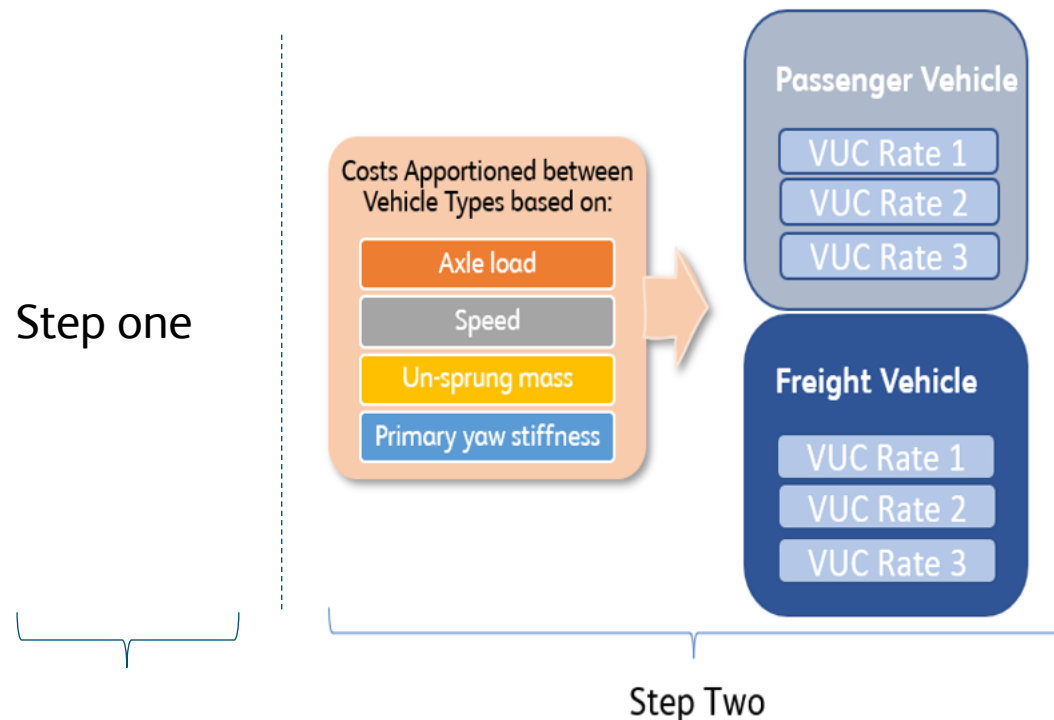 Step one
Costs Apportioned between
Vehicle Types based on:
Axle load
Speed
Un-sprung mass
Primary yaw stiffness
Passenger Vehicle
VUC Rate 1
VUC Rate 2
VUC Rate 3
Freight Vehicle
VUC Rate 1
VUC Rate 2
VUC Rate 3
Step Two